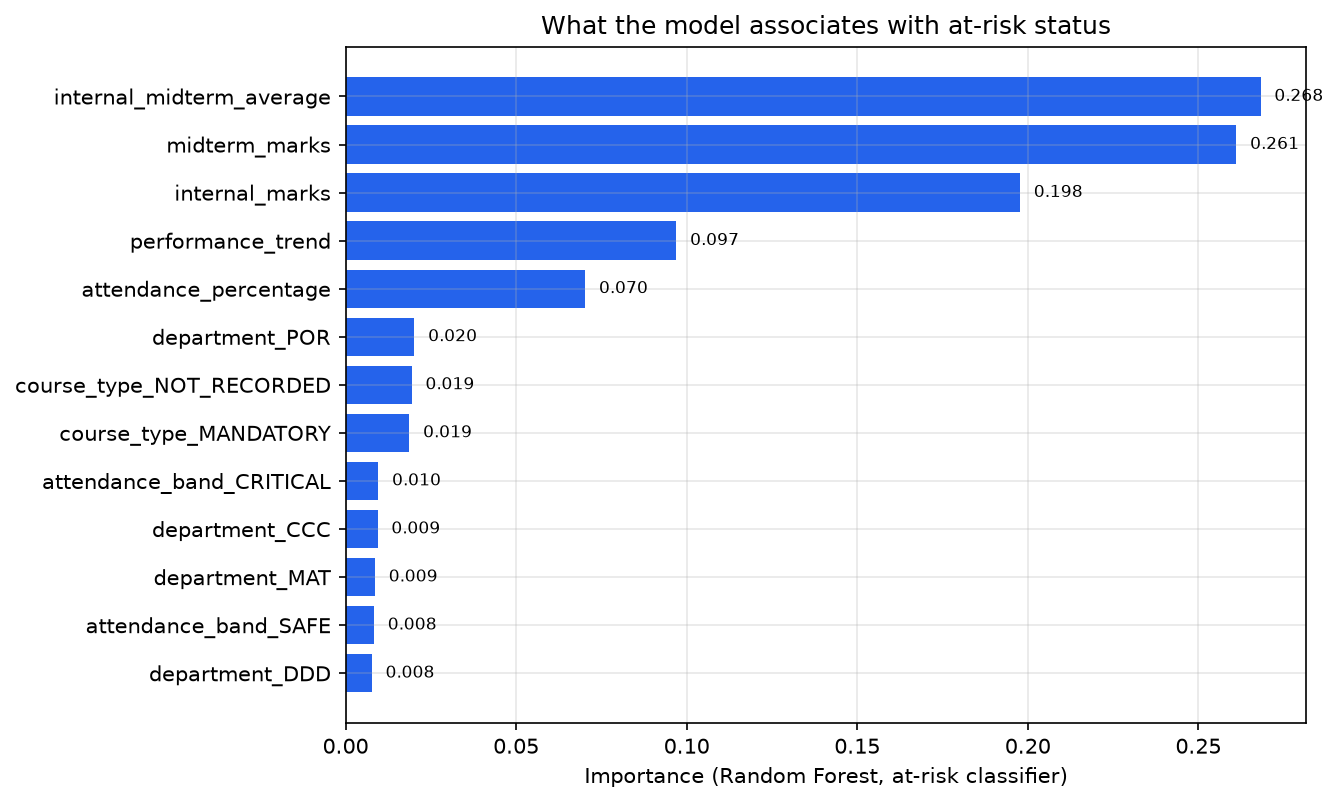 What the model associates with at-risk status
internal_midterm_average 0.268
midterm_marks 0.261
internal_marks 0.198
performance_trend 0.097
attendance_percentage 0.070
department_POR 0.020
course_type_NOT_RECORDED 0.019
course_type_MANDATORY 0.019
attendance_band_CRITICAL 0.010
department_CCC 0.009
department_MAT 0.009
attendance_band_SAFE 0.008
department_DDD 0.008
0.00 0.05 0.10 0.15 0.20 0.25
Importance (Random Forest, at-risk classifier)